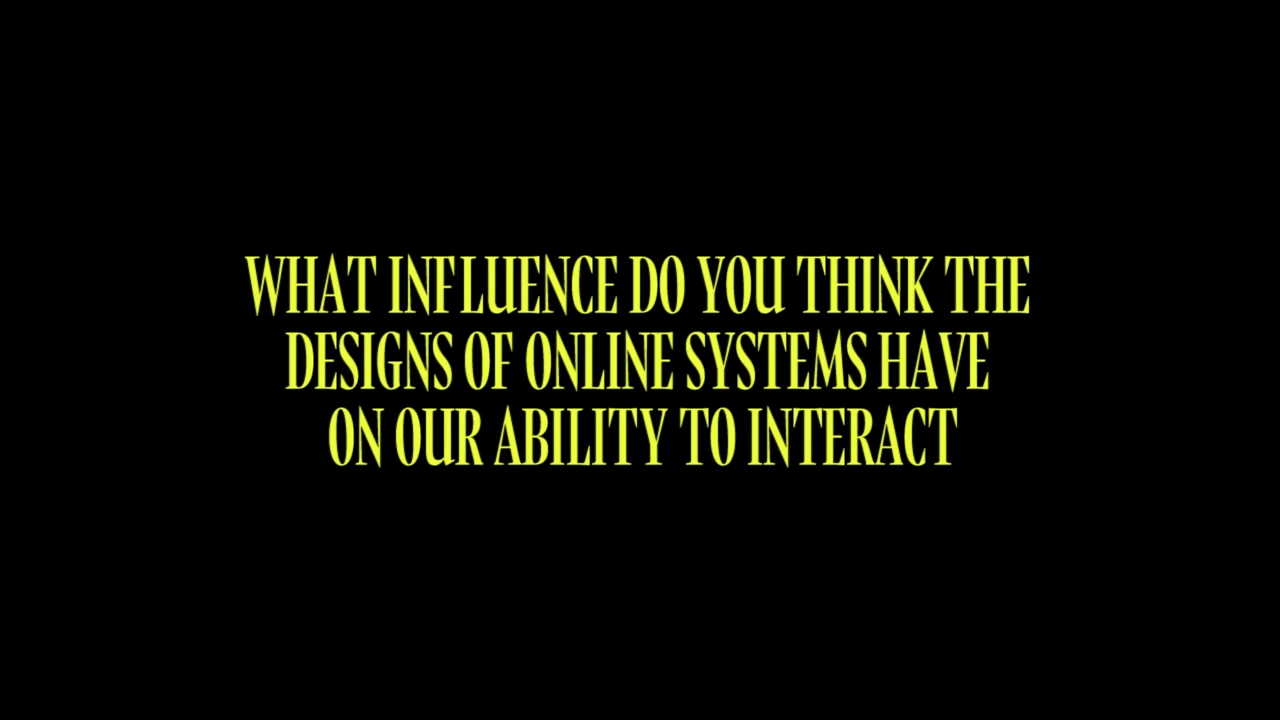 WHAT INFLUENCE DO YOU THINK THE
DESIGNS OF ONLINE SYSTEMS HAVE
ON OUR ABILITY TO INTERACT